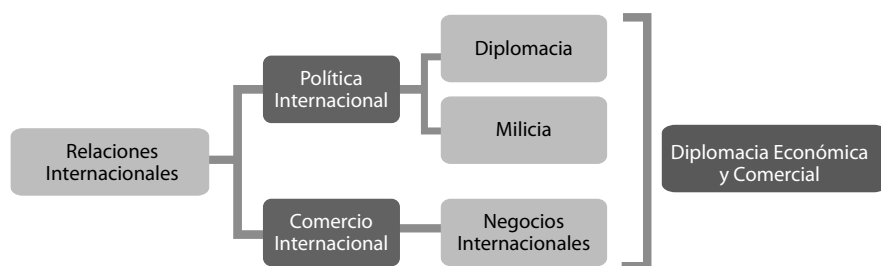 Relaciones
Internacionales
Política
Internacional
Comercio
Internacional
Diplomacia
Milicia
Negocios
Internacionales
Diplomacia Económica
y Comercial